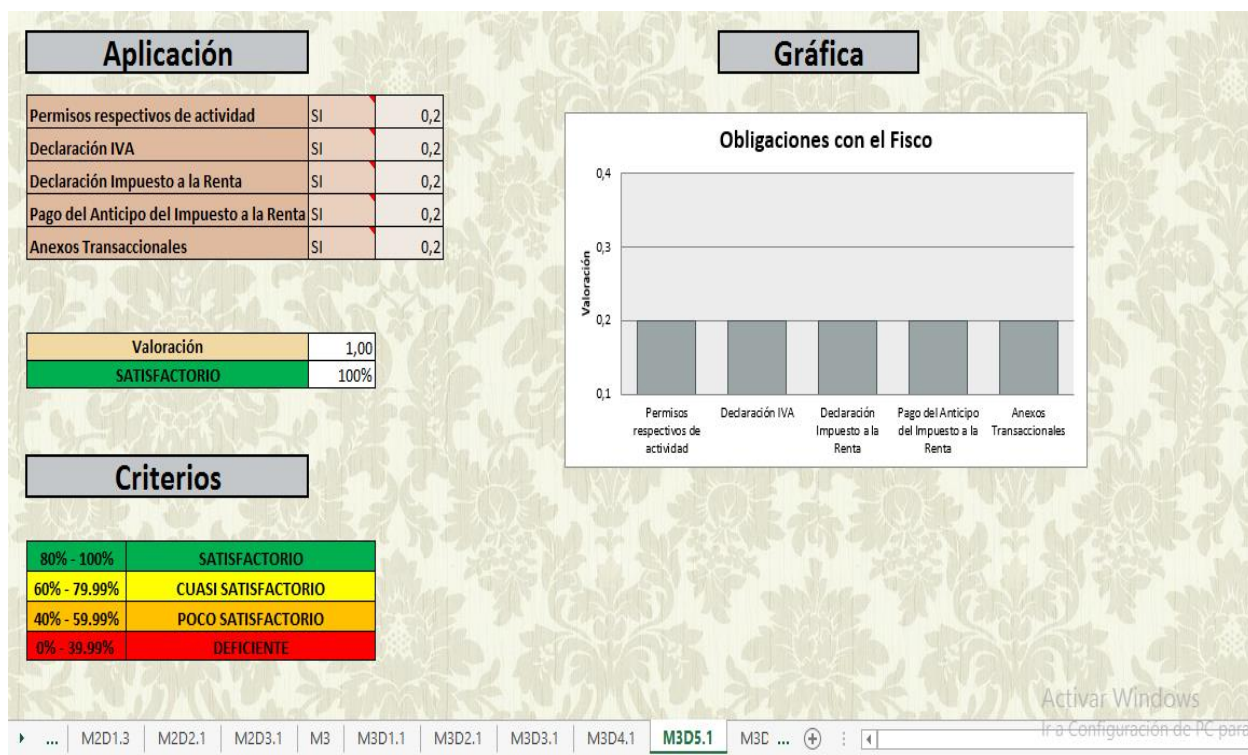 Aplicación
Gráfica
Permisos respectivos de actividad SI 0,2
Declaración IVA SI 0,2
Declaración Impuesto a la Renta SI 0,2
Pago del Anticipo del Impuesto a la Renta SI 0,2
Anexos Transaccionales SI 0,2
Valoración 1,00
SATISFACTORIO 100%
Obligaciones con el Fisco
Valoración
0,4
0,3
0,2
0,1
Permisos
respectivos de
actividad
Declaración IVA
Declaración
Impuesto a la
Renta
Pago del Anticipo
del Impuesto a la
Renta
Anexos
Transaccionales
Criterios
80% - 100% SATISFACTORIO
60% - 79.99% CUASI SATISFACTORIO
40% - 59.99% POCO SATISFACTORIO
0% - 39.99% DEFICIENTE
Activar Windows
Ir a Configuración de PC para
... M2D1.3 M2D2.1 M2D3.1 M3 M3D1.1 M3D2.1 M3D3.1 M3D4.1 M3D5.1 M3D ...